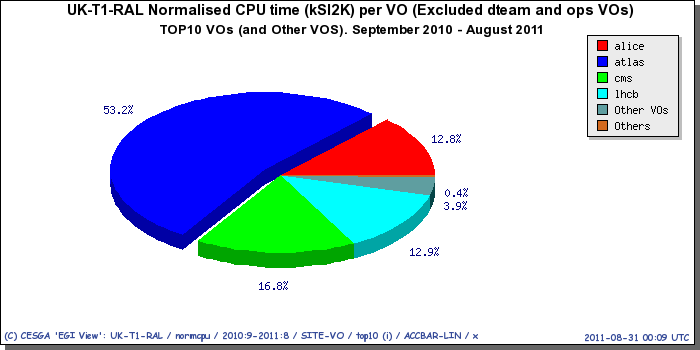 UK-T1-RAL Normalised CPU time (kSI2K) per VO (Excluded dteam and ops VOs)
TOP10 VOs (and Other VOS). September 2010 - August 2011
alice
atlas
cms
lhcb
Other VOs
Others
53.2%
12.8%
0.4%
3.9%
12.9%
16.8%
(C) CESGA 'EGI View': UK-T1-RAL / normcpu / 2010:9-2011:8 / SITE-VO / top10 (i) / ACCBAR-LIN / x
2011-08-31 00:09 UTC